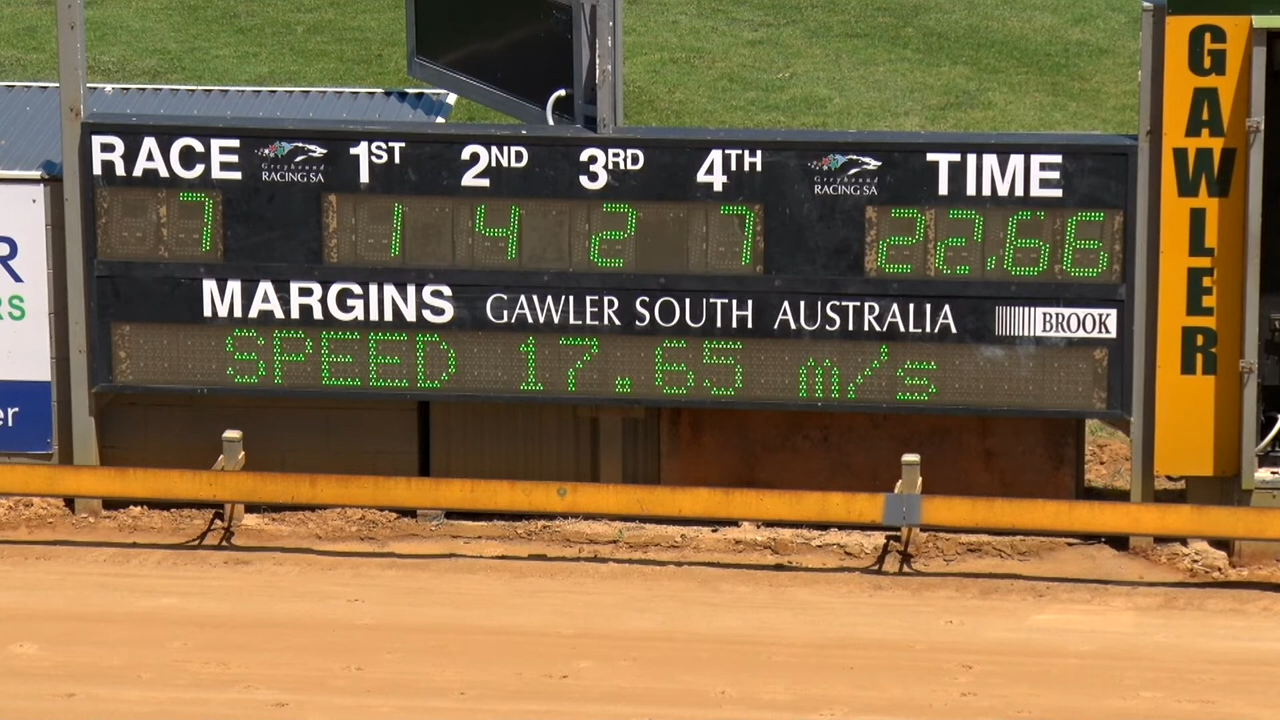 RACE Greyhound RACING SA 1ST 2ND 3RD 4TH Greyhound RACING SA TIME
7 1 4 2 7 22.66
MARGINS GAWLER SOUTH AUSTRALIA BROOK
SPEED 17.65 m/s
GAWLER
R
RS
er